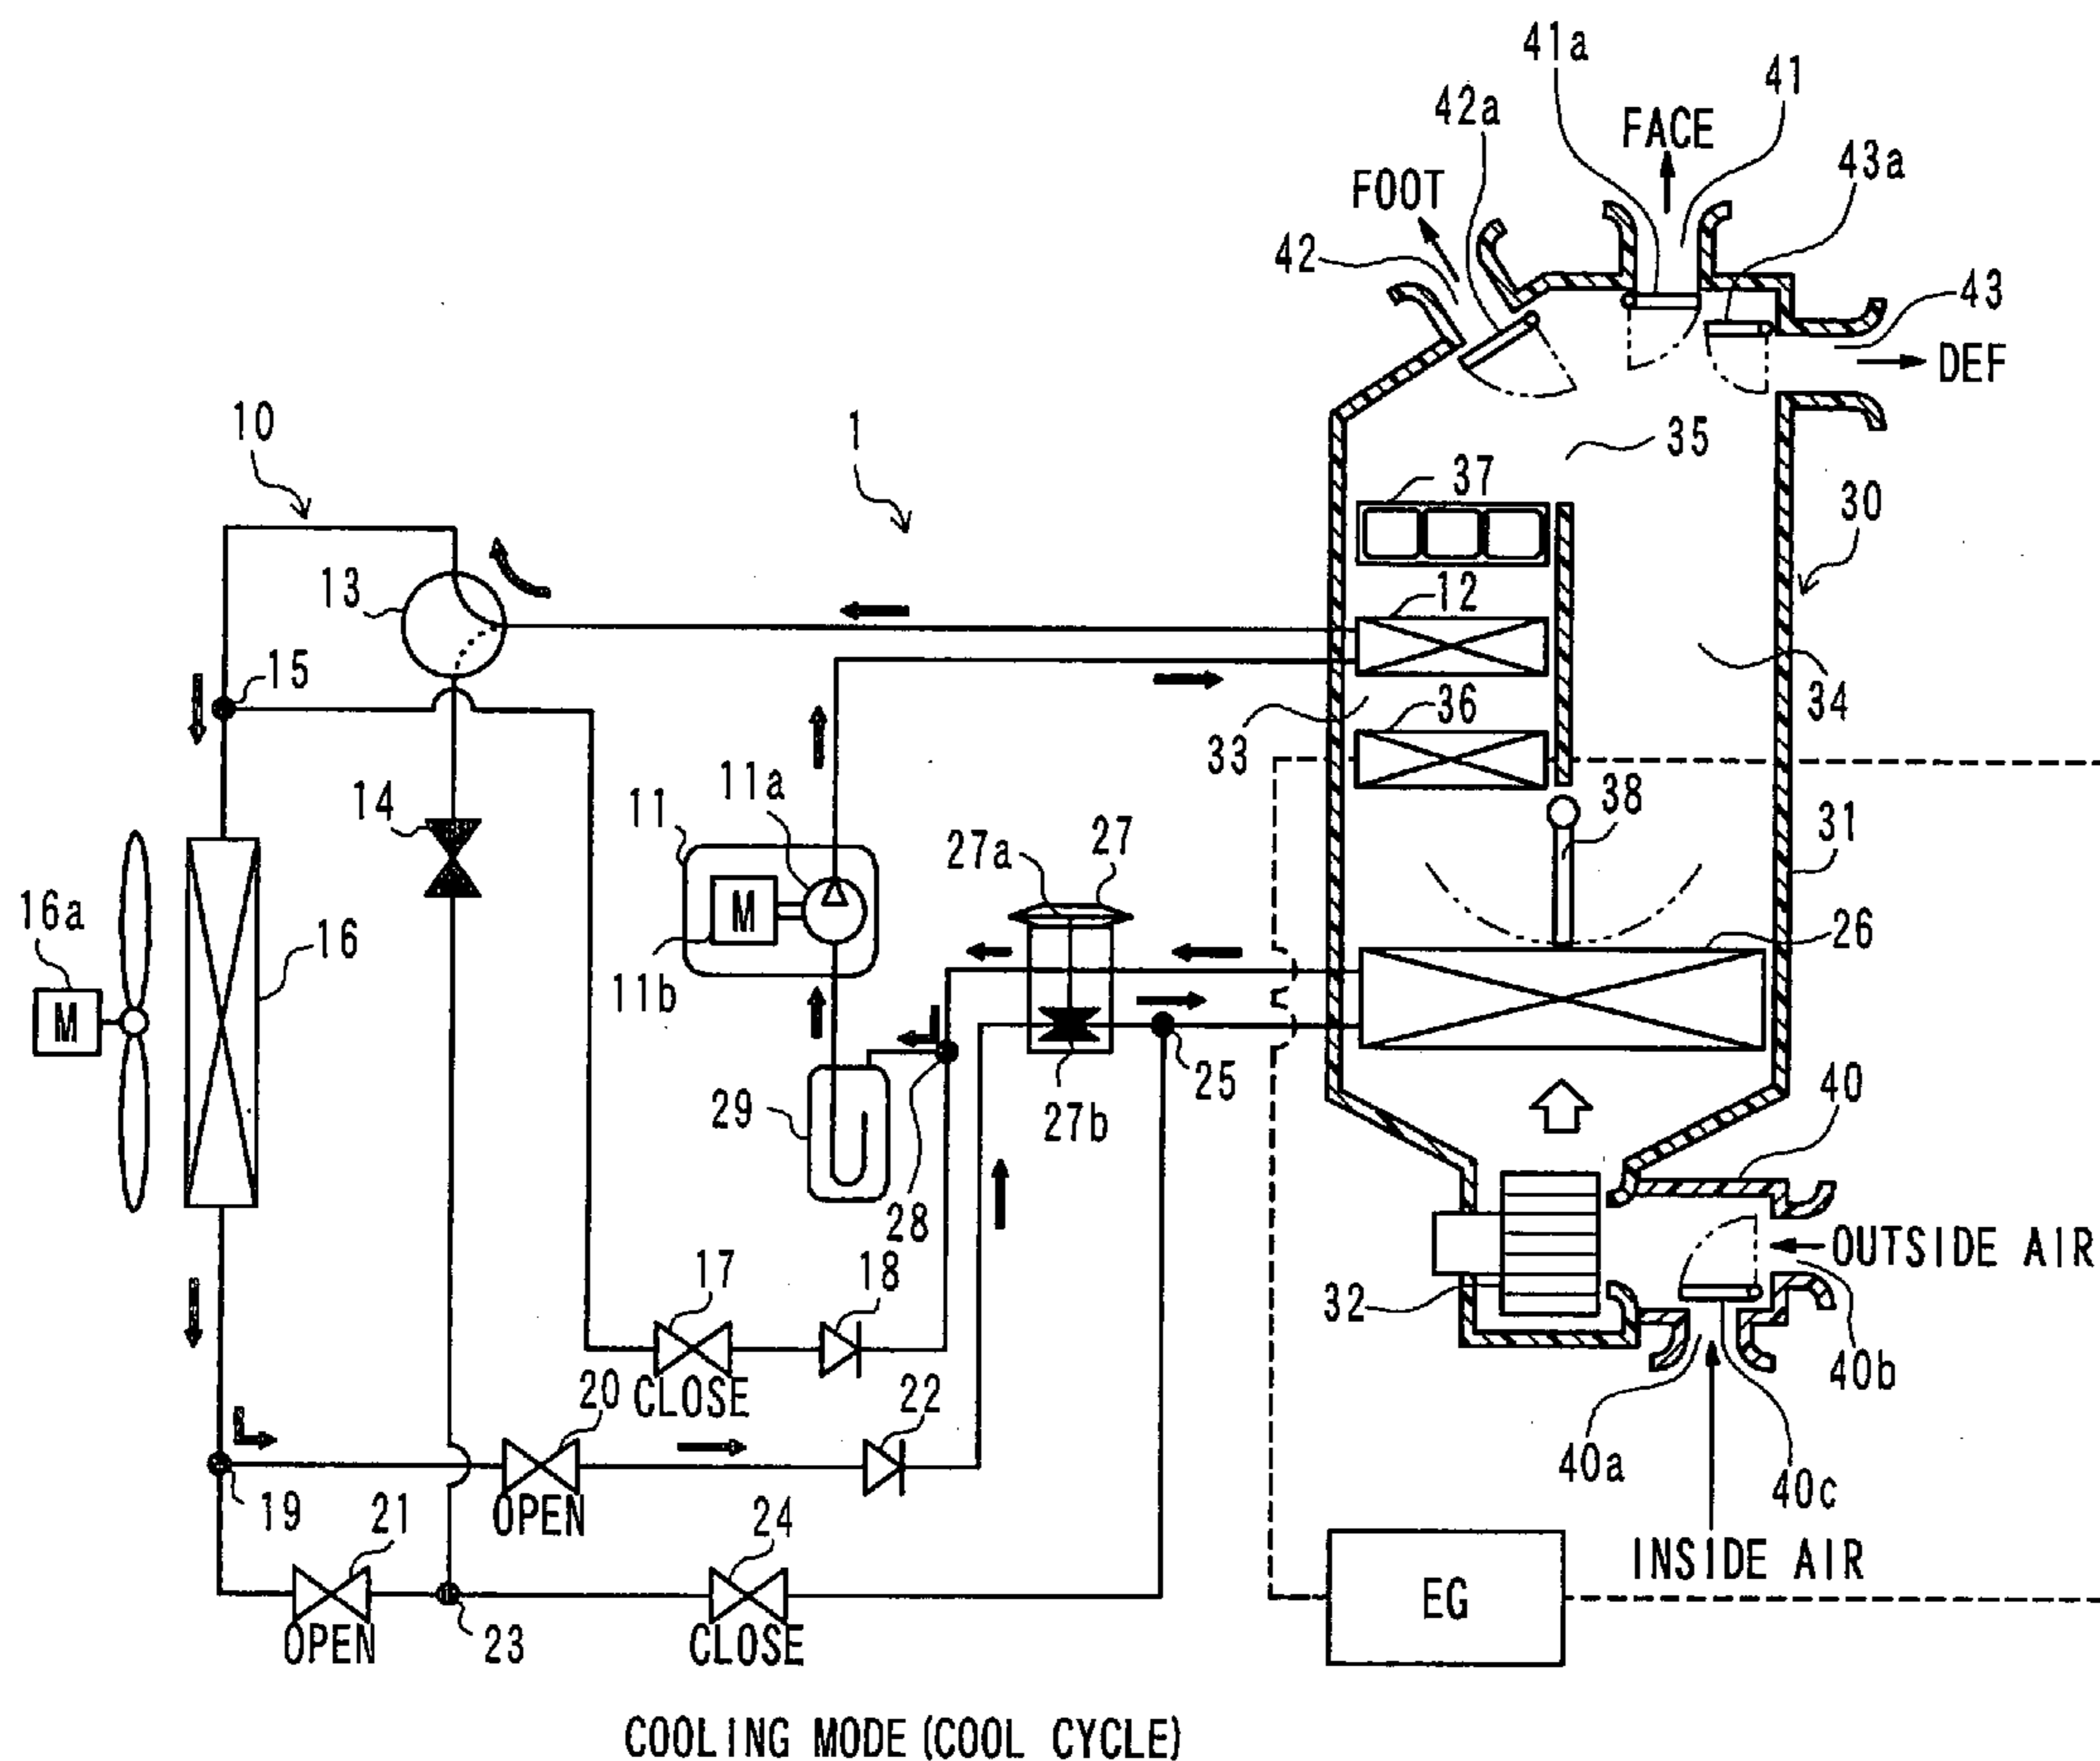 41a
41
42a
FACE
43a
FOOT
42
43
DEF
10
1
35
37
30
13
12
15
36
34
33
14
11
11a
38
27a
27
31
16a
M
16
M
11b
26
29
25
40
27b
28
17
18
OUTSIDE AIR
32
20
CLOSE
22
40b
40a
40c
19
21
OPEN
24
INSIDE AIR
EG
OPEN
23
CLOSE
COOLING MODE (COOL CYCLE)